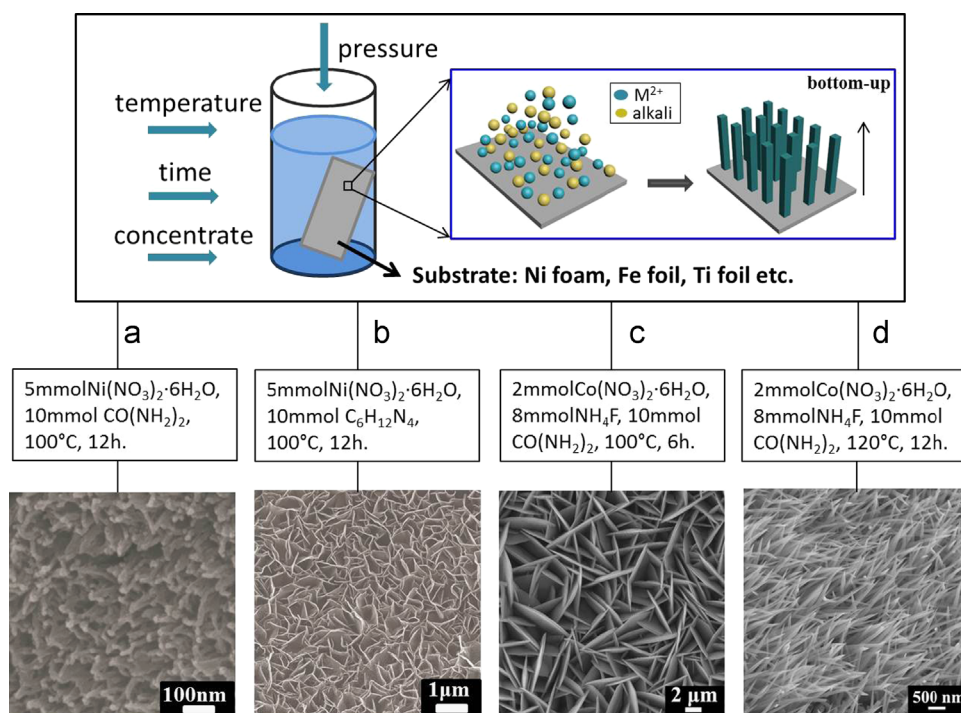 pressure
temperature
time
concentrate
M²⁺
alkali
bottom-up
Substrate: Ni foam, Fe foil, Ti foil etc.
a
b
c
d
5mmolNi(NO₃)₂·6H₂O,
10mmol CO(NH₂)₂,
100°C, 12h.
5mmolNi(NO₃)₂·6H₂O,
10mmol C₆H₁₂N₄,
100°C, 12h.
2mmolCo(NO₃)₂·6H₂O,
8mmolNH₄F, 10mmol
CO(NH₂)₂, 100°C, 6h.
2mmolCo(NO₃)₂·6H₂O,
8mmolNH₄F, 10mmol
CO(NH₂)₂, 120°C, 12h.
100nm
1μm
2 μm
500 nm